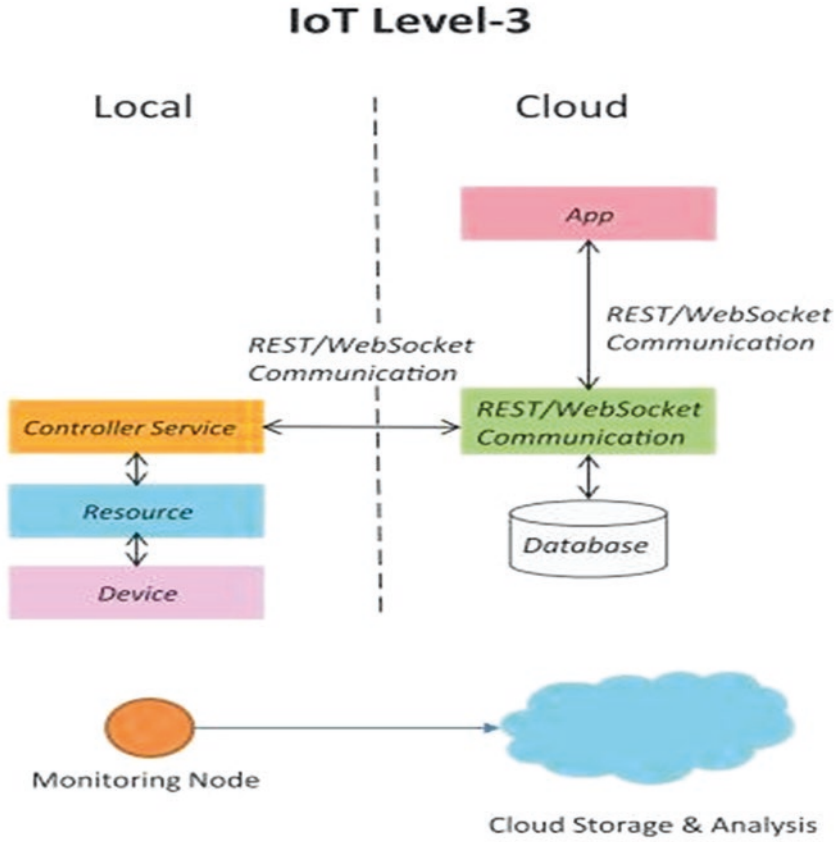 IoT Level-3
Local
Cloud
App
REST/WebSocket
Communication
REST/WebSocket
Communication
Controller Service
REST/WebSocket
Communication
Resource
Database
Device
Monitoring Node
Cloud Storage & Analysis